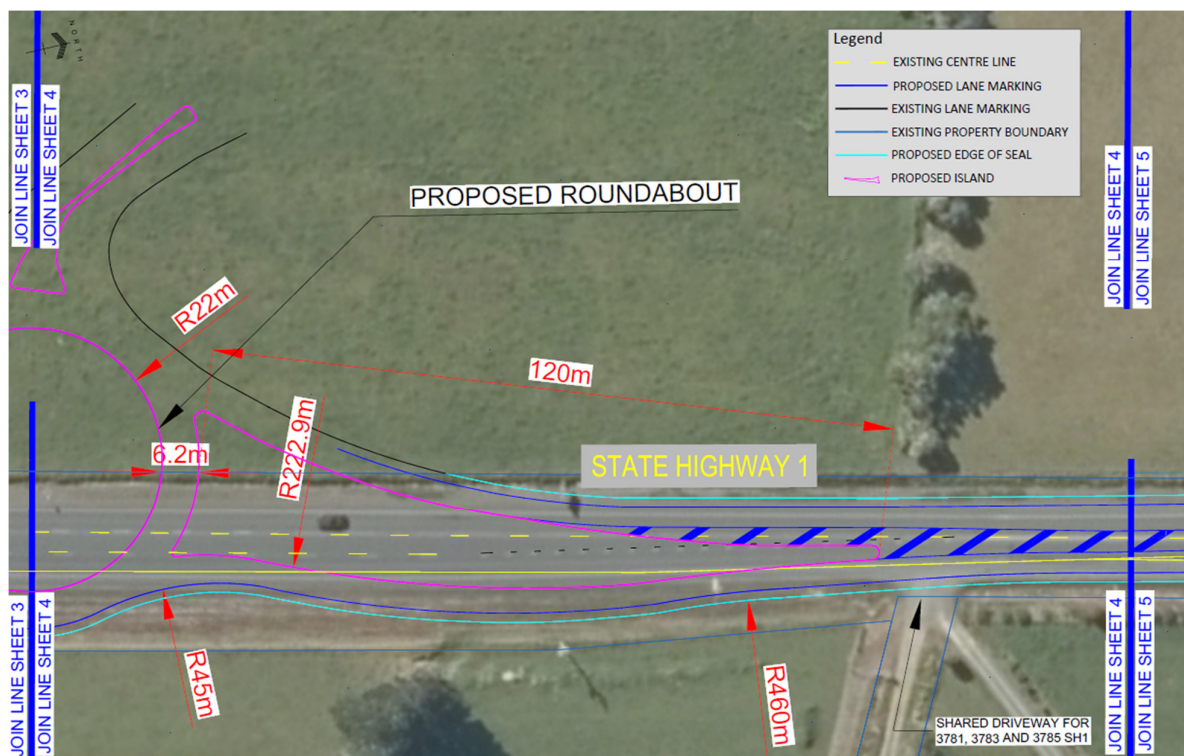 NORTH
JOIN LINE SHEET 3
JOIN LINE SHEET 4
Legend
EXISTING CENTRE LINE
PROPOSED LANE MARKING
EXISTING LANE MARKING
EXISTING PROPERTY BOUNDARY
PROPOSED EDGE OF SEAL
PROPOSED ISLAND
JOIN LINE SHEET 4
JOIN LINE SHEET 5
PROPOSED ROUNDABOUT
R22m
120m
6.2m
R222.9m
STATE HIGHWAY 1
JOIN LINE SHEET 3
JOIN LINE SHEET 4
R45m
R460m
SHARED DRIVEWAY FOR
3781, 3783 AND 3785 SH1
JOIN LINE SHEET 4
JOIN LINE SHEET 5